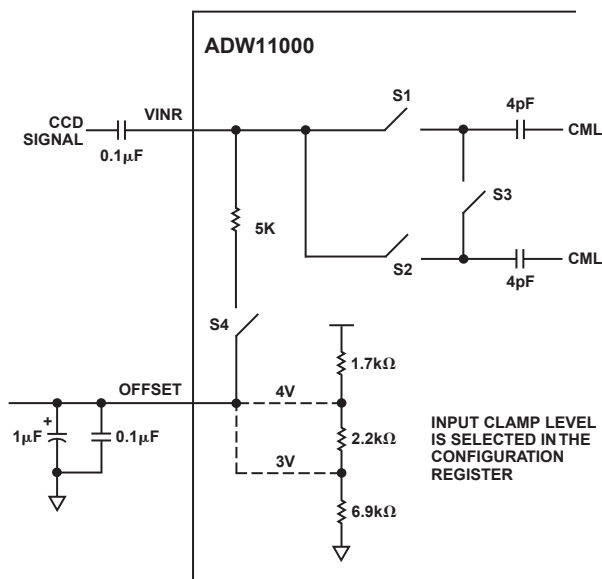 ADW11000
S1
4pF
CCD
SIGNAL
VINR
CML
0.1µF
S3
5K
S2
CML
4pF
S4
1.7kΩ
OFFSET
4V
+
1µF
0.1µF
2.2kΩ
INPUT CLAMP LEVEL
IS SELECTED IN THE
CONFIGURATION
REGISTER
3V
6.9kΩ